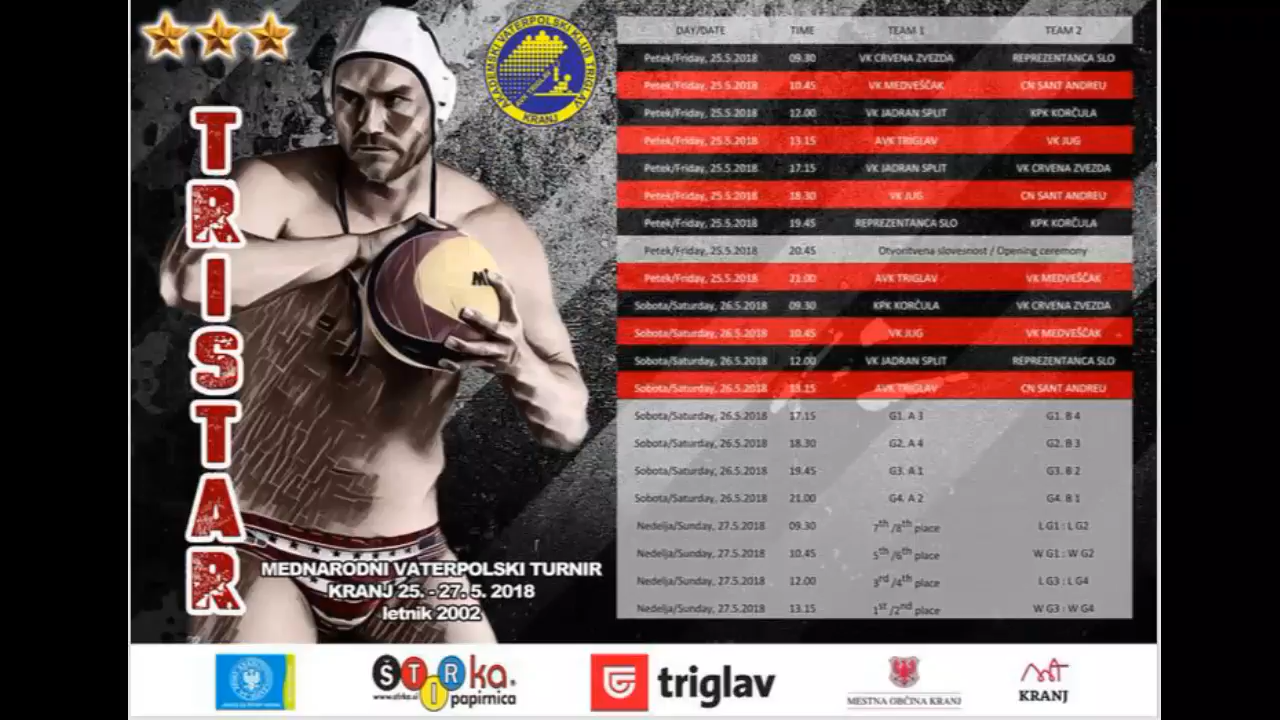 TRISTAR
AKADEMSKI VATERPOLSKI KLUB TRIGLAV
AVK TRIGLAV
KRANJ
DAY/DATE TIME TEAM 1 TEAM 2
Petek/Friday, 25.5.2018 09.30 VK CRVENA ZVEZDA REPREZENTANCA SLO
Petek/Friday, 25.5.2018 10.45 VK MEDVEŠČAK CN SANT ANDREU
Petek/Friday, 25.5.2018 12.00 VK JADRAN SPLIT KPK KORČULA
Petek/Friday, 25.5.2018 13.15 AVK TRIGLAV VK JUG
Petek/Friday, 25.5.2018 17.15 VK JADRAN SPLIT VK CRVENA ZVEZDA
Petek/Friday, 25.5.2018 18.30 VK JUG CN SANT ANDREU
Petek/Friday, 25.5.2018 19.45 REPREZENTANCA SLO KPK KORČULA
Petek/Friday, 25.5.2018 20.45 Otvoritvena slovesnost / Opening ceremony
Petek/Friday, 25.5.2018 21.00 AVK TRIGLAV VK MEDVEŠČAK
Sobota/Saturday, 26.5.2018 09.30 KPK KORČULA VK CRVENA ZVEZDA
Sobota/Saturday, 26.5.2018 10.45 VK JUG VK MEDVEŠČAK
Sobota/Saturday, 26.5.2018 12.00 VK JADRAN SPLIT REPREZENTANCA SLO
Sobota/Saturday, 26.5.2018 13.15 AVK TRIGLAV CN SANT ANDREU
Sobota/Saturday, 26.5.2018 17.15 G1. A 3 G1. B 4
Sobota/Saturday, 26.5.2018 18.30 G2. A 4 G2. B 3
Sobota/Saturday, 26.5.2018 19.45 G3. A 1 G3. B 2
Sobota/Saturday, 26.5.2018 21.00 G4. A 2 G4. B 1
Nedelja/Sunday, 27.5.2018 09.30 7th /8th place L G1 : L G2
Nedelja/Sunday, 27.5.2018 10.45 5th /6th place W G1 : W G2
Nedelja/Sunday, 27.5.2018 12.00 3rd /4th place L G3 : L G4
Nedelja/Sunday, 27.5.2018 13.15 1st /2nd place W G3 : W G4
MEDNARODNI VATERPOLSKI TURNIR
KRANJ 25. - 27. 5. 2018
letnik 2002
ŠTIRka.
www.stirka.si papirnica
triglav
MESTNA OBČINA KRANJ
KRANJ